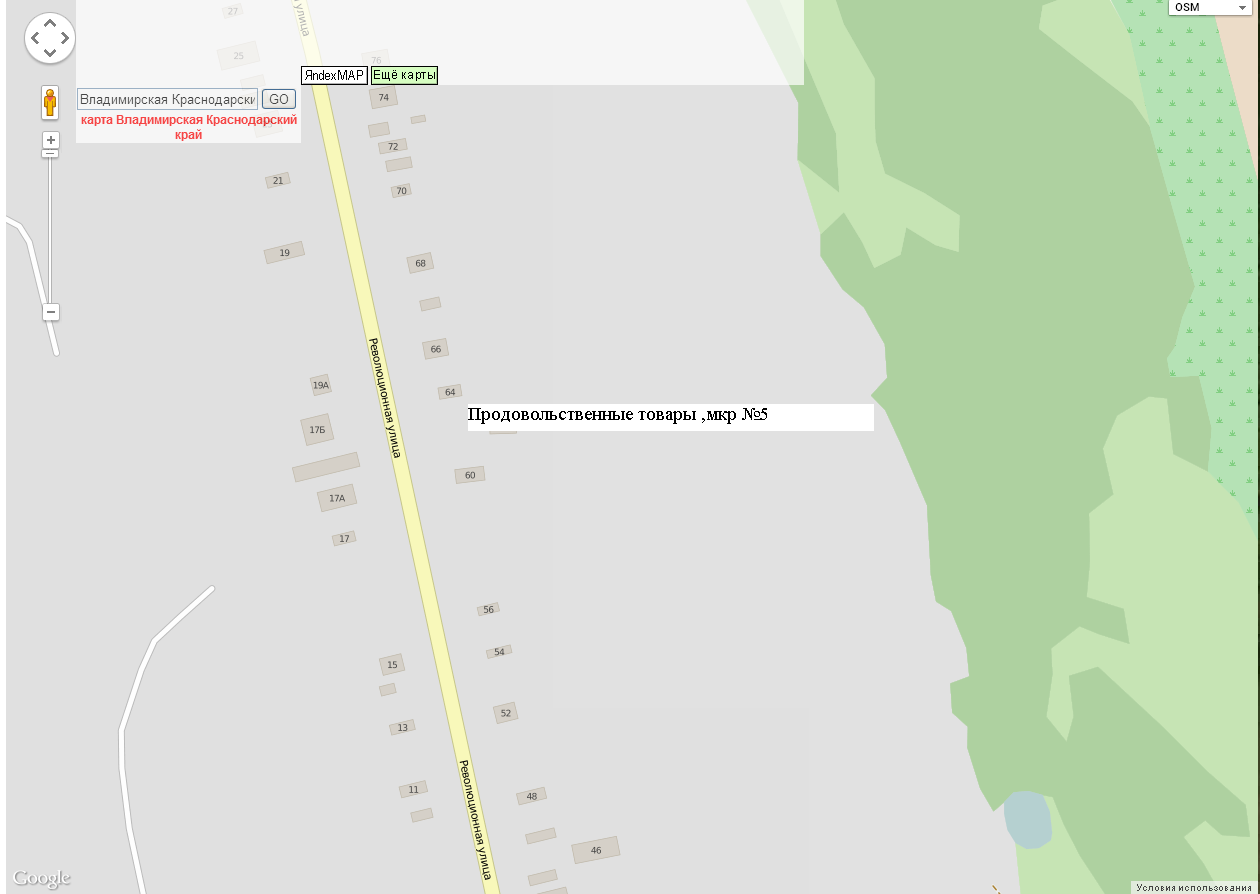 27
улица
OSM
25
76
ЯndexMAP
Ещё карты
Владимирская Краснодарски
GO
74
карта Владимирская Краснодарский
край
72
21
70
19
68
66
Революционная улица
19А
64
Продовольственные товары ,мкр №5
17Б
60
17А
17
56
54
15
52
13
Революционная улица
11
48
46
Google
Условия использования